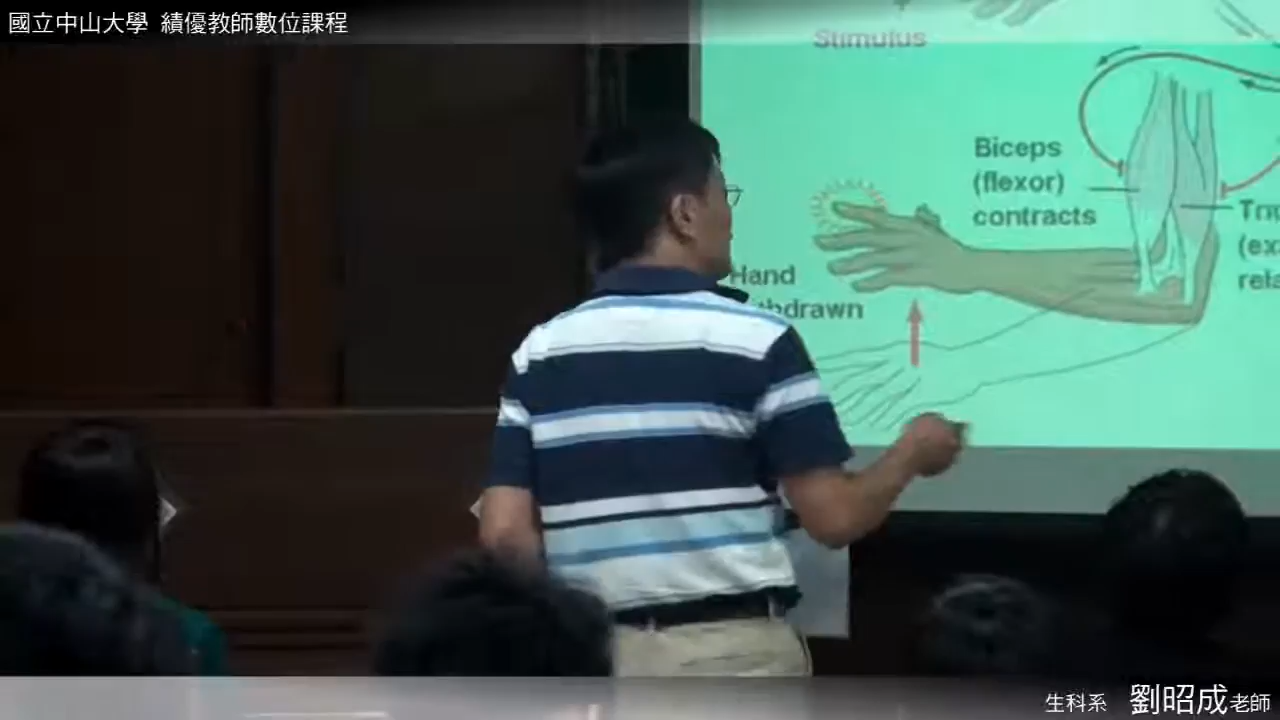 國立中山大學 績優教師數位課程
Stimulus
Biceps
(flexor)
contracts
Hand
生科系 劉昭成老師